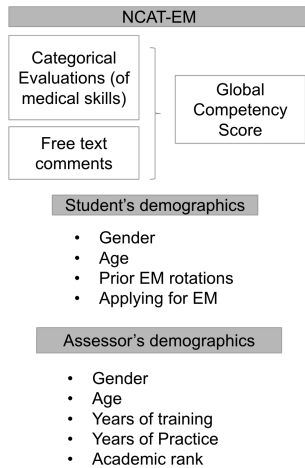 NCAT-EM
Categorical
Evaluations (of
medical skills)
Free text
comments
Global
Competency
Score
Student’s demographics
• Gender
• Age
• Prior EM rotations
• Applying for EM
Assessor’s demographics
• Gender
• Age
• Years of training
• Years of Practice
• Academic rank